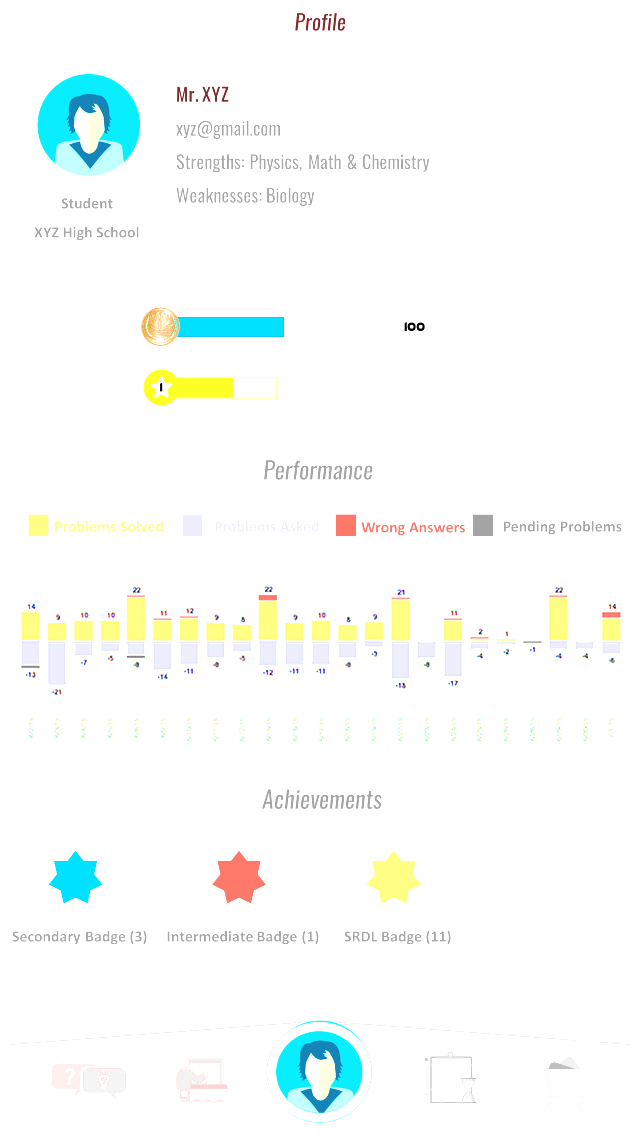 Profile
Mr. XYZ
xyz@gmail.com
Strengths: Physics, Math & Chemistry
Weaknesses: Biology
Student
XYZ High School
100
1
Performance
Problems Solved Problems Asked Wrong Answers Pending Problems
14 9 10 10 22 11 12 9 8 22 9 10 8 9 21 11 2 1 22 14
-13 -21 -7 -5 -8 -14 -11 -8 -5 -12 -11 -11 -8 -3 -18 -8 -17 -4 -2 -1 -4 -4 -6
Achievements
Secondary Badge (3) Intermediate Badge (1) SRDL Badge (11)
?